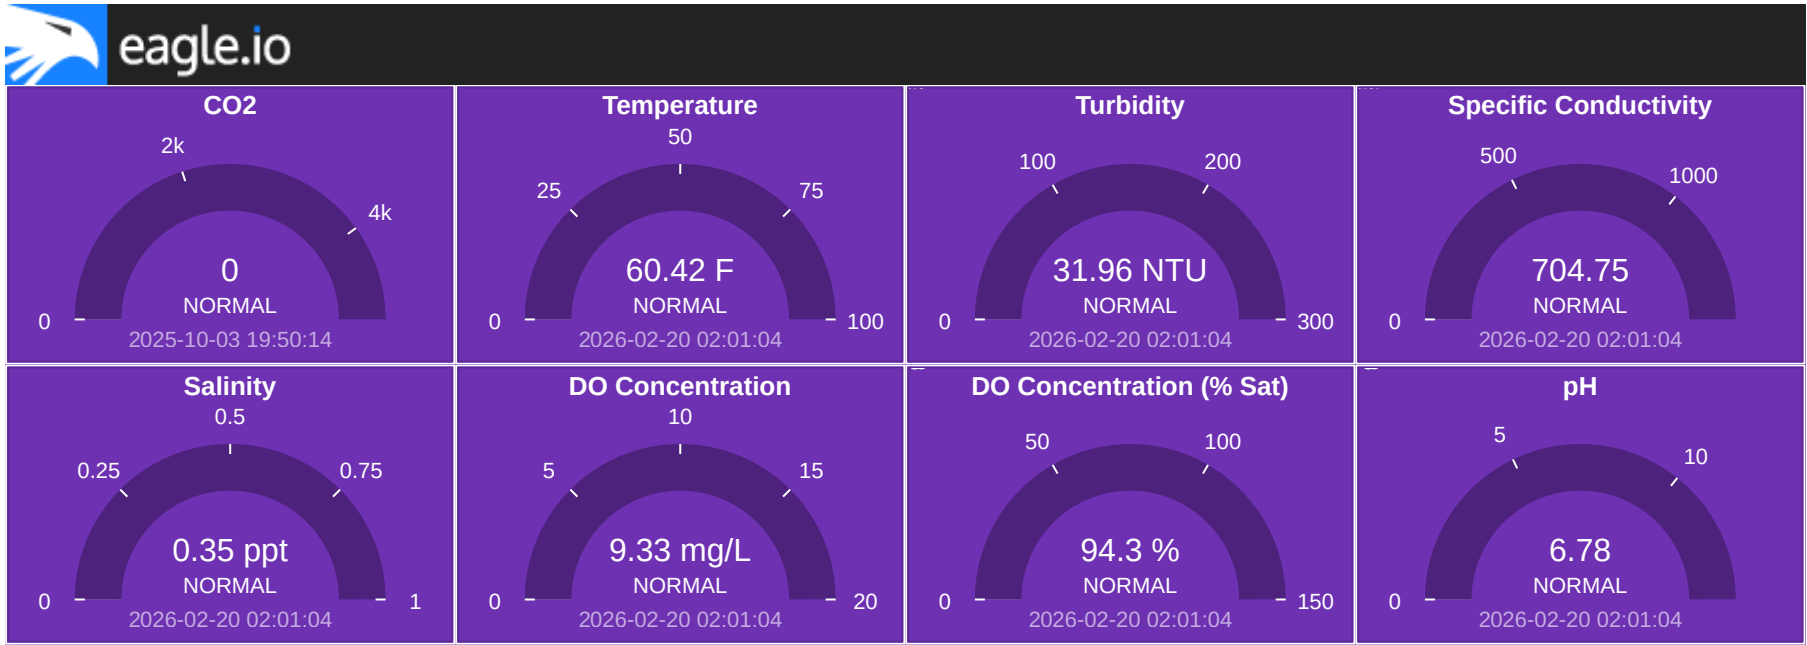 eagle.io
CO2
2k
4k
0
0
NORMAL
2025-10-03 19:50:14
Temperature
50
25
75
60.42 F
NORMAL
0
100
2026-02-20 02:01:04
Turbidity
100
200
31.96 NTU
NORMAL
0
300
2026-02-20 02:01:04
Specific Conductivity
500
1000
704.75
NORMAL
0
2026-02-20 02:01:04
Salinity
0.5
0.25
0.75
0.35 ppt
NORMAL
0
1
2026-02-20 02:01:04
DO Concentration
10
5
15
9.33 mg/L
NORMAL
0
20
2026-02-20 02:01:04
DO Concentration (% Sat)
50
100
94.3 %
NORMAL
0
150
2026-02-20 02:01:04
pH
5
10
6.78
NORMAL
0
2026-02-20 02:01:04